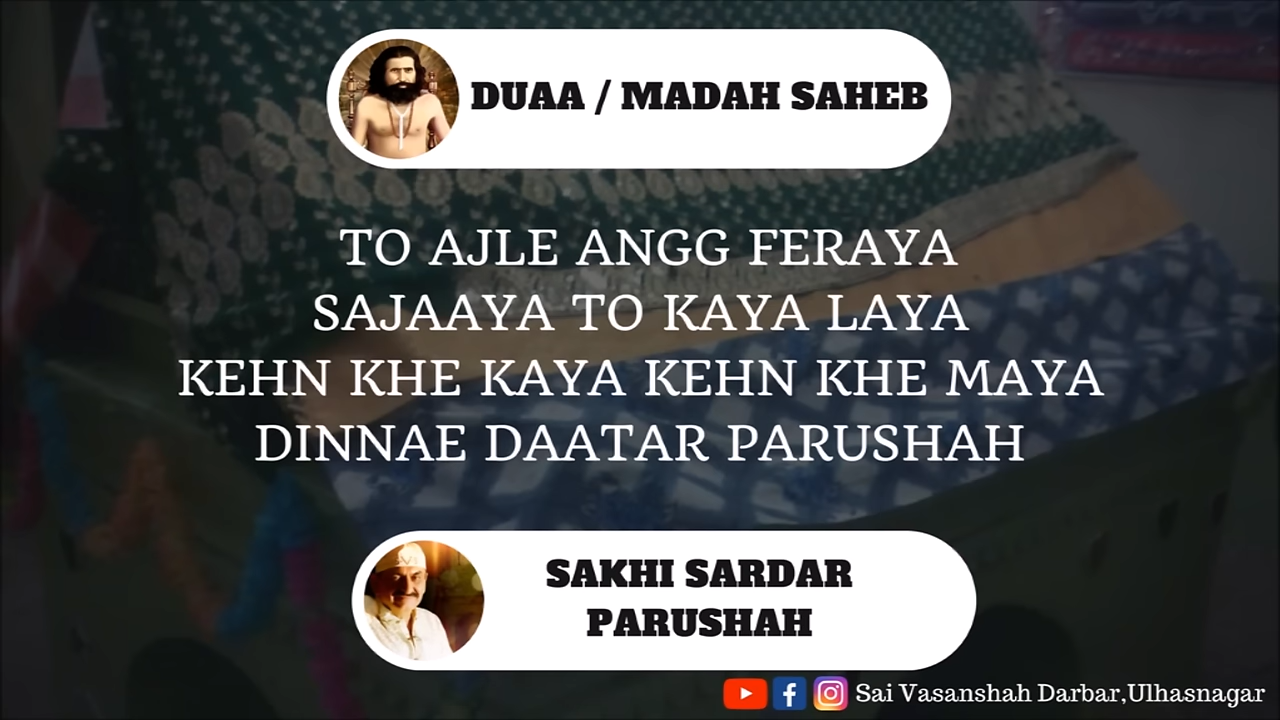 DUAA / MADAH SAHEB
TO AJLE ANGG FERAYA
SAJAAYA TO KAYA LAYA
KEHN KHE KAYA KEHN KHE MAYA
DINNAE DAATAR PARUSHAH
SAKHI SARDAR
PARUSHAH
Sai Vasanshah Darbar,Ulhasnagar